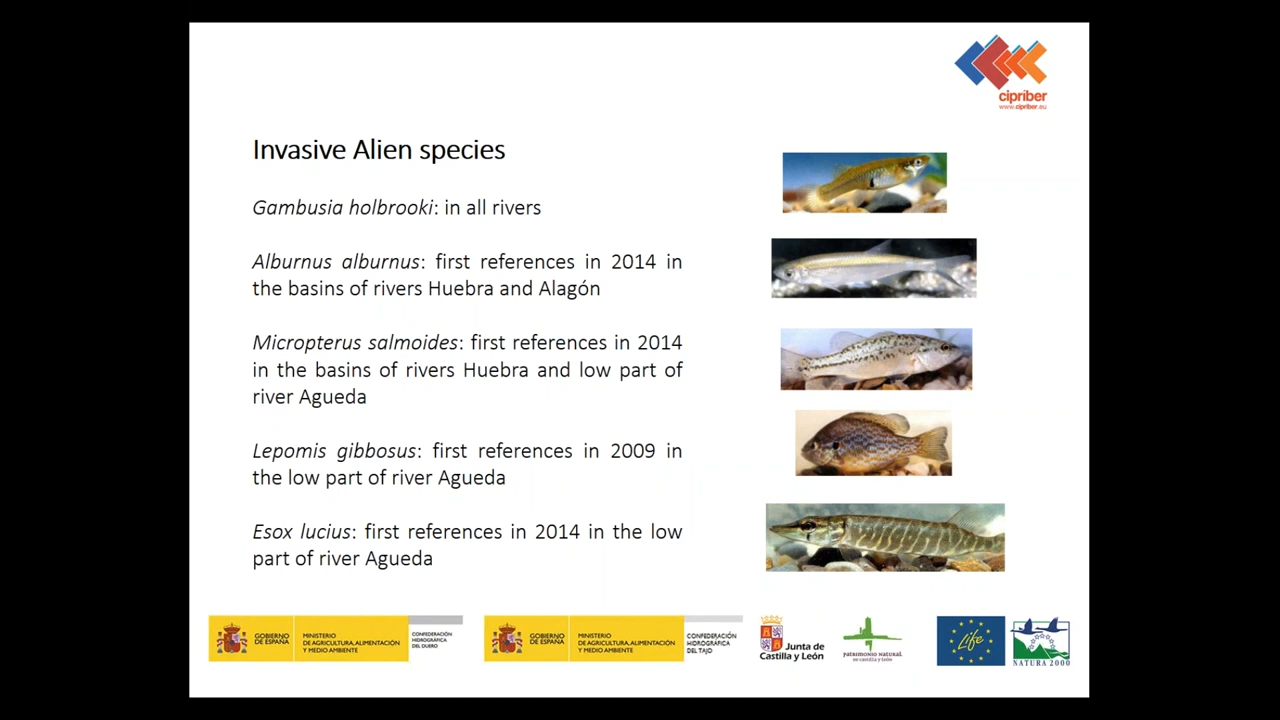 cipriber
www.cipriber.eu
Invasive Alien species
Gambusia holbrooki: in all rivers
Alburnus alburnus: first references in 2014 in
the basins of rivers Huebra and Alagón
Micropterus salmoides: first references in 2014
in the basins of rivers Huebra and low part of
river Agueda
Lepomis gibbosus: first references in 2009 in
the low part of river Agueda
Esox lucius: first references in 2014 in the low
part of river Agueda
GOBIERNO
DE ESPAÑA
MINISTERIO
DE AGRICULTURA, ALIMENTACIÓN
Y MEDIO AMBIENTE
CONFEDERACIÓN
HIDROGRÁFICA
DEL DUERO
GOBIERNO
DE ESPAÑA
MINISTERIO
DE AGRICULTURA, ALIMENTACIÓN
Y MEDIO AMBIENTE
CONFEDERACIÓN
HIDROGRÁFICA
DEL TAJO
Junta de
Castilla y León
PATRIMONIO NATURAL
de castilla y león
Life
NATURA 2000